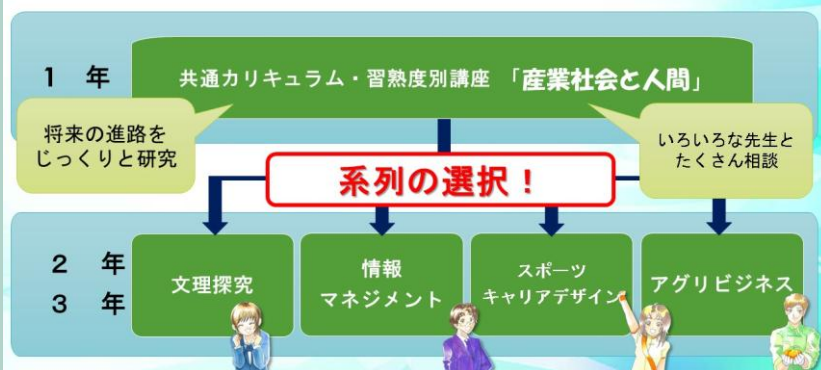 1 年
共通カリキュラム・習熟度別講座 「産業社会と人間」
将来の進路を
じっくりと研究
いろいろな先生と
たくさん相談
系列の選択！
2 年
3 年
文理探究
情報
マネジメント
スポーツ
キャリアデザイン
アグリビジネス